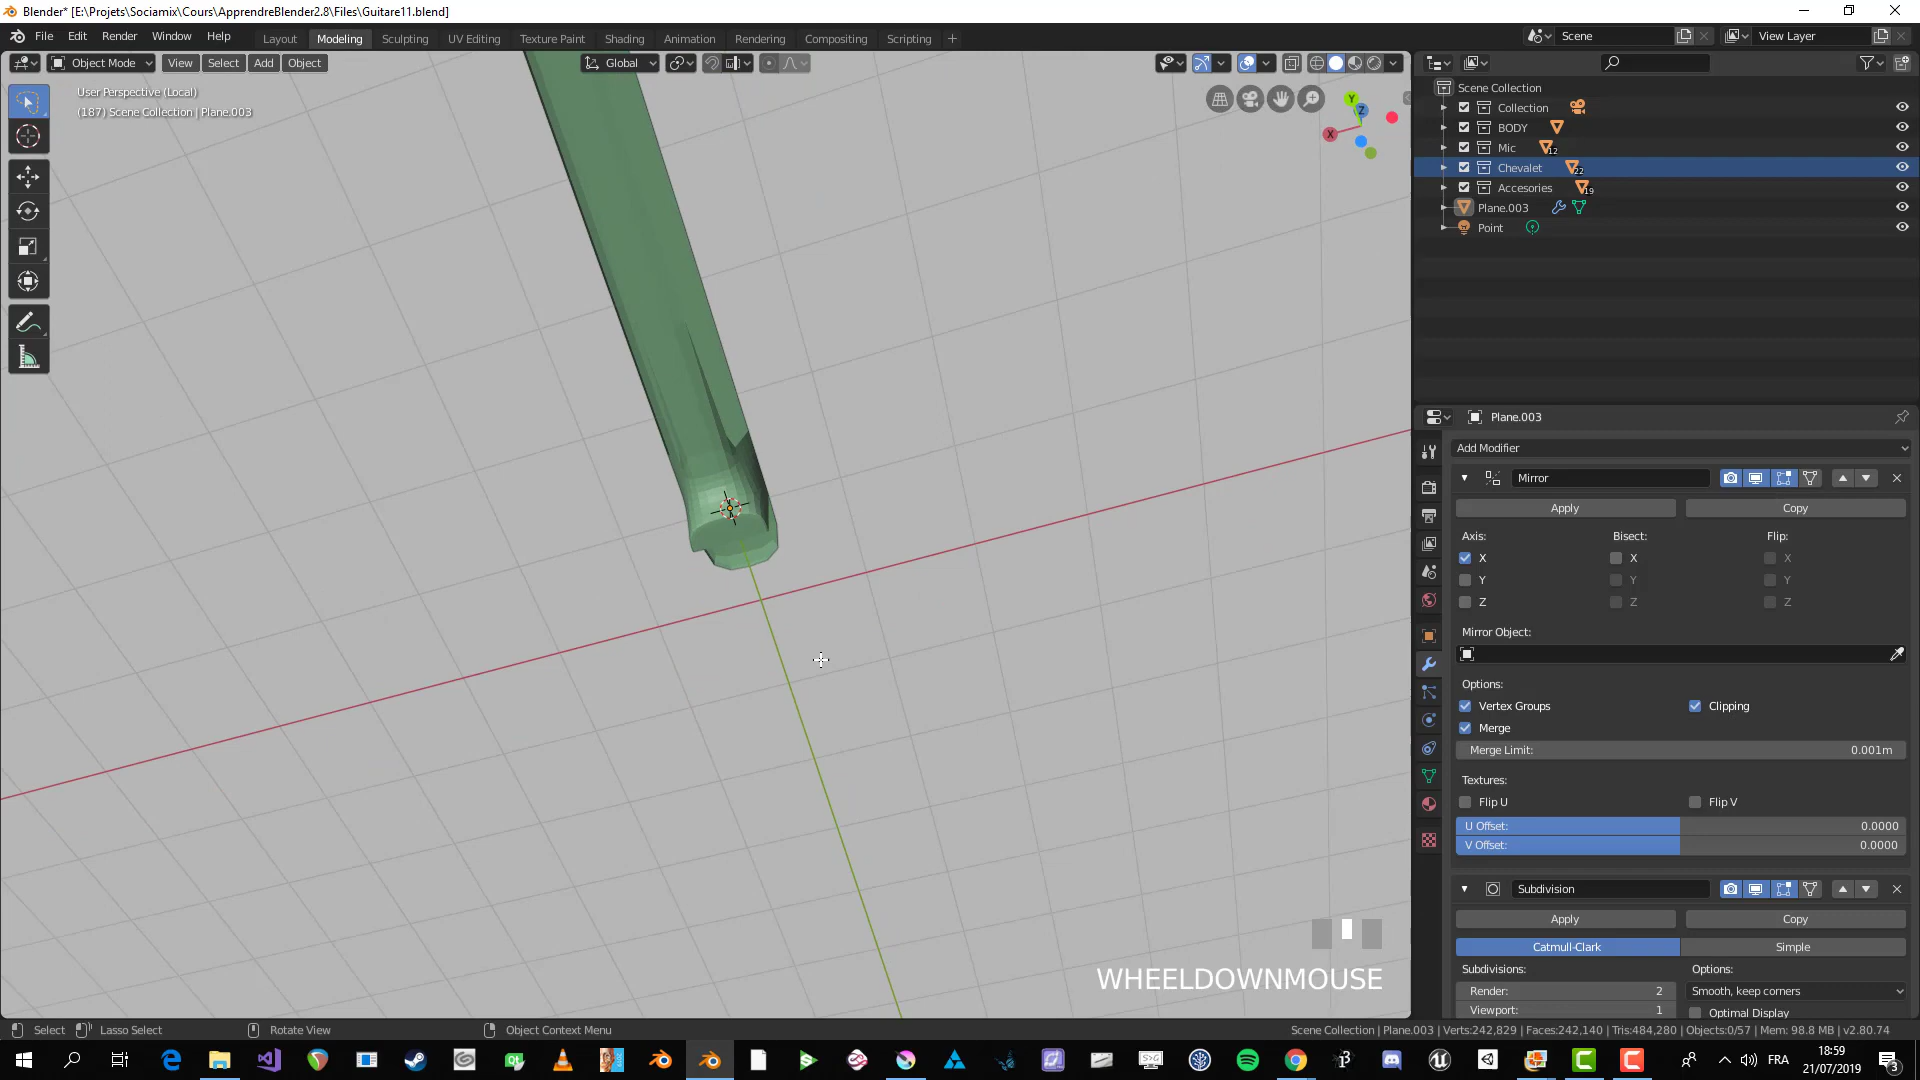 Blender* [E:\Projets\Sociamix\Cours\ApprendreBlender2.8\Files\Guitare11.blend]
File Edit Render Window Help
Layout Modeling Sculpting UV Editing Texture Paint Shading Animation Rendering Compositing Scripting
Scene
View Layer
Object Mode View Select Add Object
Global
User Perspective (Local)
(187) Scene Collection | Plane.003
Z
Y
X
Scene Collection
Collection
BODY
Mic 12
Chevalet 22
Accesories 19
Plane.003
Point
Plane.003
Add Modifier
Mirror
Apply Copy
Axis: Bisect: Flip:
X X X
Y Y Y
Z Z Z
Mirror Object:
Options:
Vertex Groups Clipping
Merge
Merge Limit: 0.001m
Textures:
Flip U Flip V
U Offset: 0.0000
V Offset: 0.0000
Subdivision
Apply Copy
Catmull-Clark Simple
Subdivisions: Options:
Render: 2 Smooth, keep corners
Viewport: 1 Optimal Display
WHEELDOWNMOUSE
Select Lasso Select Rotate View Object Context Menu
Scene Collection | Plane.003 | Verts:242,829 | Faces:242,140 | Tris:484,280 | Objects:0/57 | Mem: 98.8 MB | v2.80.74
FRA
18:59
21/07/2019
3